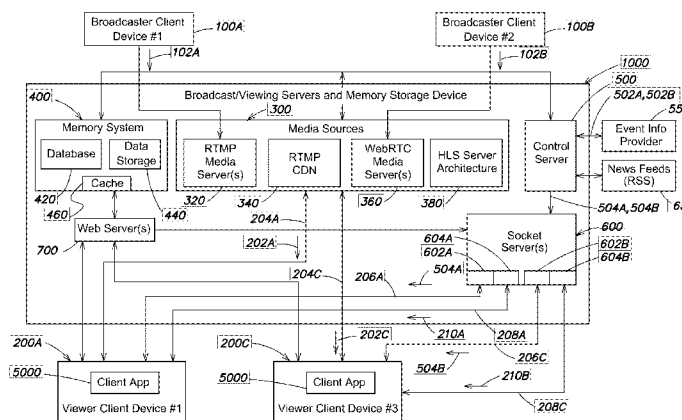 Broadcaster Client
Device #1
100A
102A
Broadcaster Client
Device #2
100B
102B
1000
Broadcast/Viewing Servers and Memory Storage Device
500
502A, 502B
400
Memory System
Database
Data
Storage
Cache
420
460
440
300
Media Sources
RTMP
Media
Server(s)
RTMP
CDN
WebRTC
Media
Server(s)
HLS Server
Architecture
320
340
360
380
Control
Server
55
Event Info
Provider
News Feeds
(RSS)
504A,504B
204A
202A
Web Server(s)
700
204C
206A
504A
600
Socket
Server(s)
604A
602A
602B
604B
210A
208A
206C
202C
504B
210B
208C
200A
5000
Client App
Viewer Client Device #1
200C
5000
Client App
Viewer Client Device #3